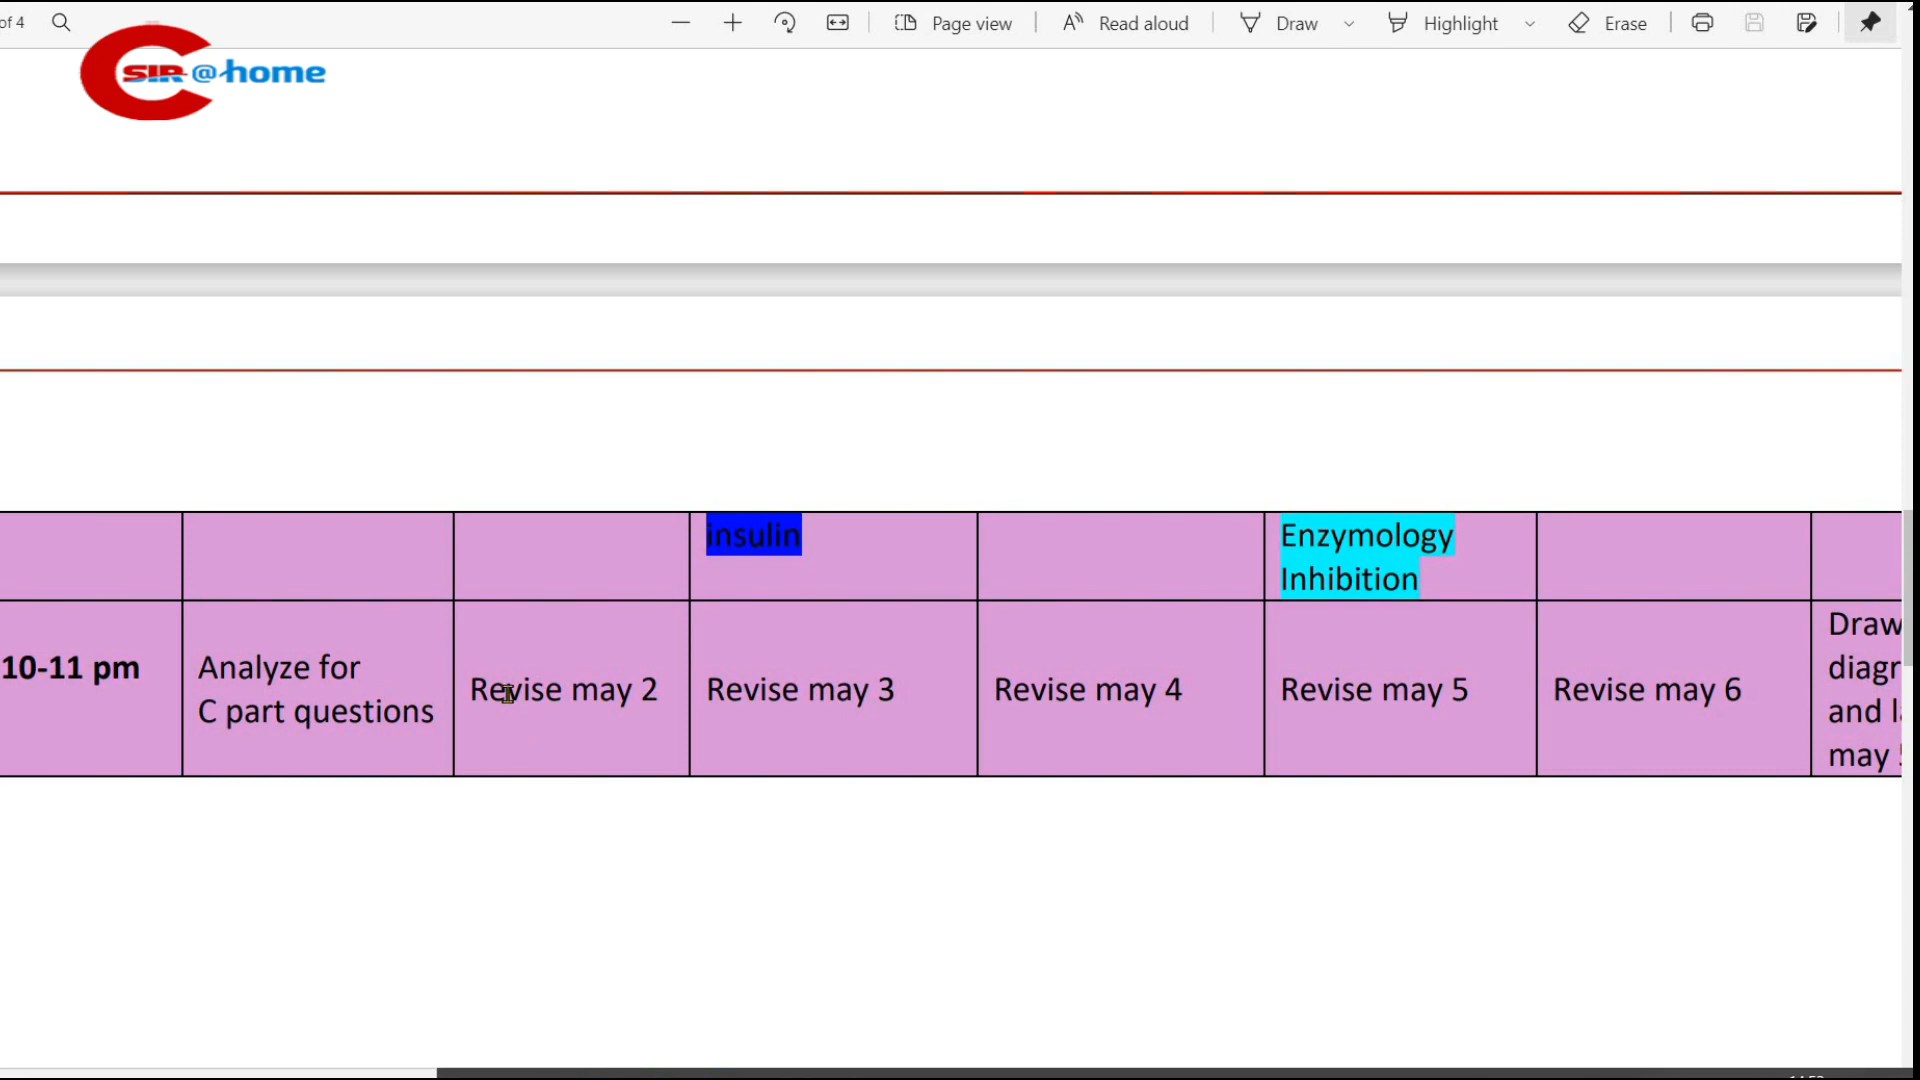 of 4
Page view
Read aloud
Draw
Highlight
Erase
CSIR@home
insulin
Enzymology
Inhibition
10-11 pm
Analyze for
C part questions
Revise may 2
Revise may 3
Revise may 4
Revise may 5
Revise may 6
Draw
diagr
and l
may